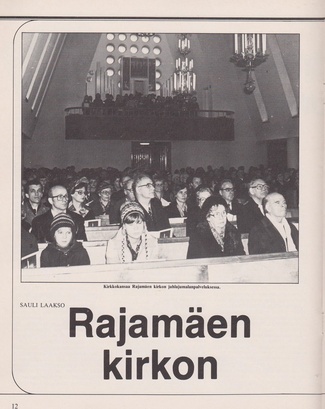 Kirkkokansaa Rajamäen kirkon juhlajumalanpalveluksessa.
SAULI LAAKSO
Rajamäen
kirkon
12